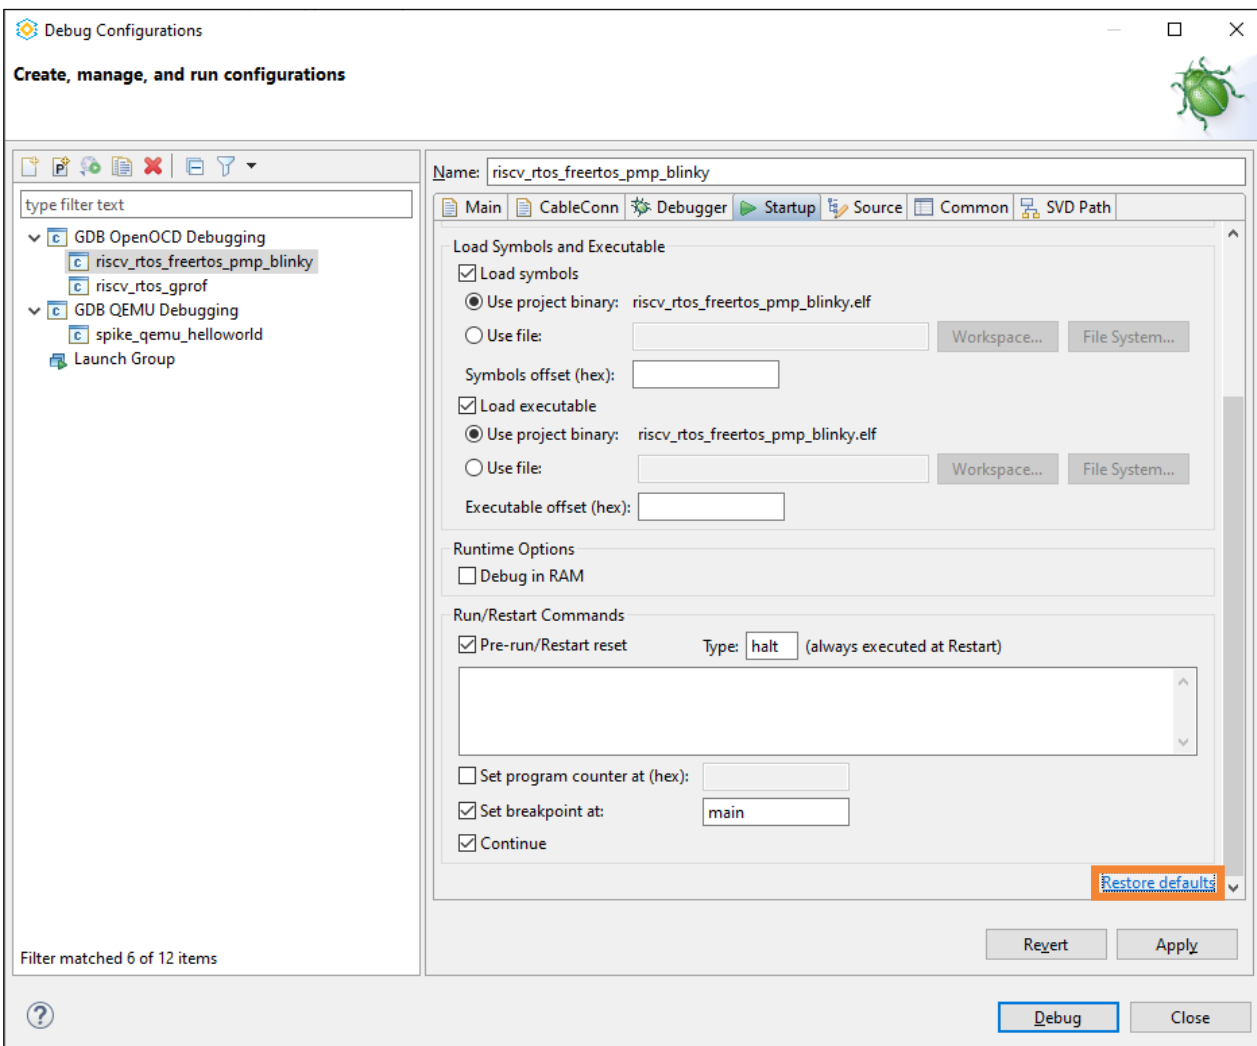 Debug Configurations
Create, manage, and run configurations
type filter text
GDB OpenOCD Debugging
riscv_rtos_freertos_pmp_blinky
riscv_rtos_gprof
GDB QEMU Debugging
spike_qemu_helloworld
Launch Group
Filter matched 6 of 12 items
Name: riscv_rtos_freertos_pmp_blinky
Main CableConn Debugger Startup Source Common SVD Path
Load Symbols and Executable
Load symbols
Use project binary: riscv_rtos_freertos_pmp_blinky.elf
Use file: Workspace... File System...
Symbols offset (hex):
Load executable
Use project binary: riscv_rtos_freertos_pmp_blinky.elf
Use file: Workspace... File System...
Executable offset (hex):
Runtime Options
Debug in RAM
Run/Restart Commands
Pre-run/Restart reset Type: halt (always executed at Restart)
Set program counter at (hex):
Set breakpoint at: main
Continue
Restore defaults
Revert Apply
Debug Close